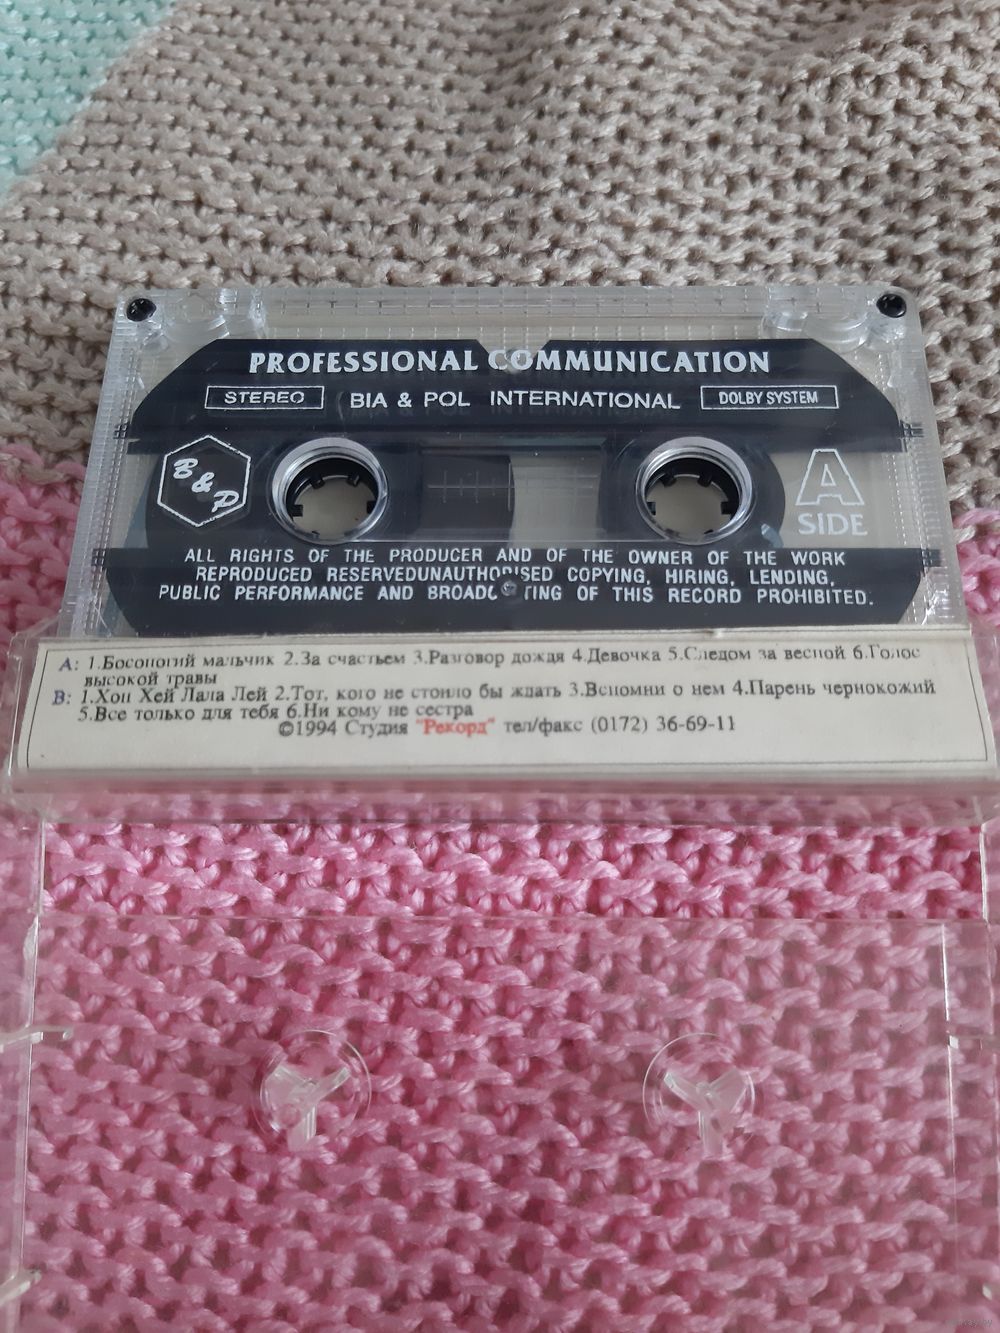 PROFESSIONAL COMMUNICATION
STEREO BIA & POL INTERNATIONAL DOLBY SYSTEM
B & P
A
SIDE
ALL RIGHTS OF THE PRODUCER AND OF THE OWNER OF THE WORK
REPRODUCED RESERVEDUNAUTHORISED COPYING, HIRING, LENDING,
PUBLIC PERFORMANCE AND BROADCASTING OF THIS RECORD PROHIBITED.
А: 1.Босоногий мальчик 2.За счастьем 3.Разговор дождя 4.Девочка 5.Следом за весной 6.Голос
высокой травы
В: 1.Хоп Хей Лала Лей 2.Тот, кого не стоило бы ждать 3.Вспомни о нем 4.Парень чернокожий
5.Все только для тебя 6.Ни кому не сестра
©1994 Студия "Рекорд" тел/факс (0172) 36-69-11